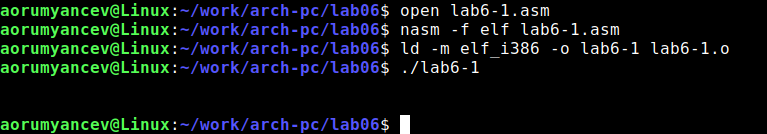 aorumyancev@Linux:~/work/arch-pc/lab06$ open lab6-1.asm
aorumyancev@Linux:~/work/arch-pc/lab06$ nasm -f elf lab6-1.asm
aorumyancev@Linux:~/work/arch-pc/lab06$ ld -m elf_i386 -o lab6-1 lab6-1.o
aorumyancev@Linux:~/work/arch-pc/lab06$ ./lab6-1
aorumyancev@Linux:~/work/arch-pc/lab06$